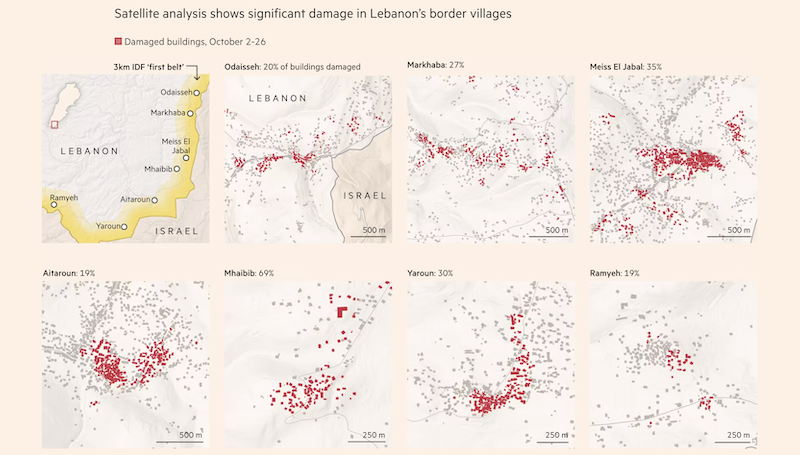 Satellite analysis shows significant damage in Lebanon's border villages
Damaged buildings, October 2-26
3km IDF 'first belt'
Odaisseh
Markhaba
LEBANON
Meiss El
Jabal
Mhaibib
Ramyeh
Aitaroun
Yaroun
ISRAEL
Odaisseh: 20% of buildings damaged
LEBANON
ISRAEL
500 m
Markhaba: 27%
500 m
Meiss El Jabal: 35%
500 m
Aitaroun: 19%
500 m
Mhaibib: 69%
250 m
Yaroun: 30%
250 m
Ramyeh: 19%
250 m